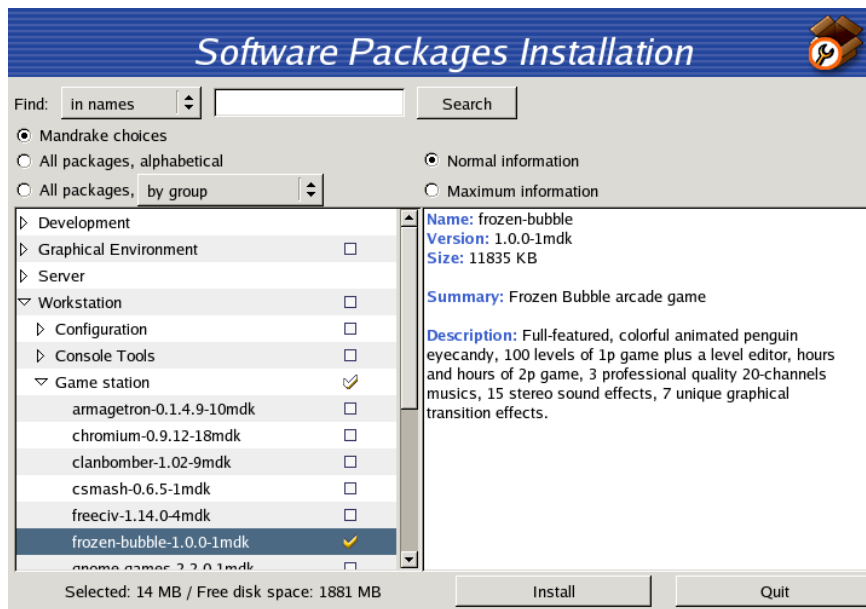 Software Packages Installation
Find: in names Search
Mandrake choices
All packages, alphabetical
All packages, by group
Normal information
Maximum information
Development
Graphical Environment
Server
Workstation
Configuration
Console Tools
Game station
armagetron-0.1.4.9-10mdk
chromium-0.9.12-18mdk
clanbomber-1.02-9mdk
csmash-0.6.5-1mdk
freeciv-1.14.0-4mdk
frozen-bubble-1.0.0-1mdk
gnome-games-2.2.0-1mdk
Name: frozen-bubble
Version: 1.0.0-1mdk
Size: 11835 KB
Summary: Frozen Bubble arcade game
Description: Full-featured, colorful animated penguin
eyecandy, 100 levels of 1p game plus a level editor, hours
and hours of 2p game, 3 professional quality 20-channels
musics, 15 stereo sound effects, 7 unique graphical
transition effects.
Selected: 14 MB / Free disk space: 1881 MB
Install
Quit